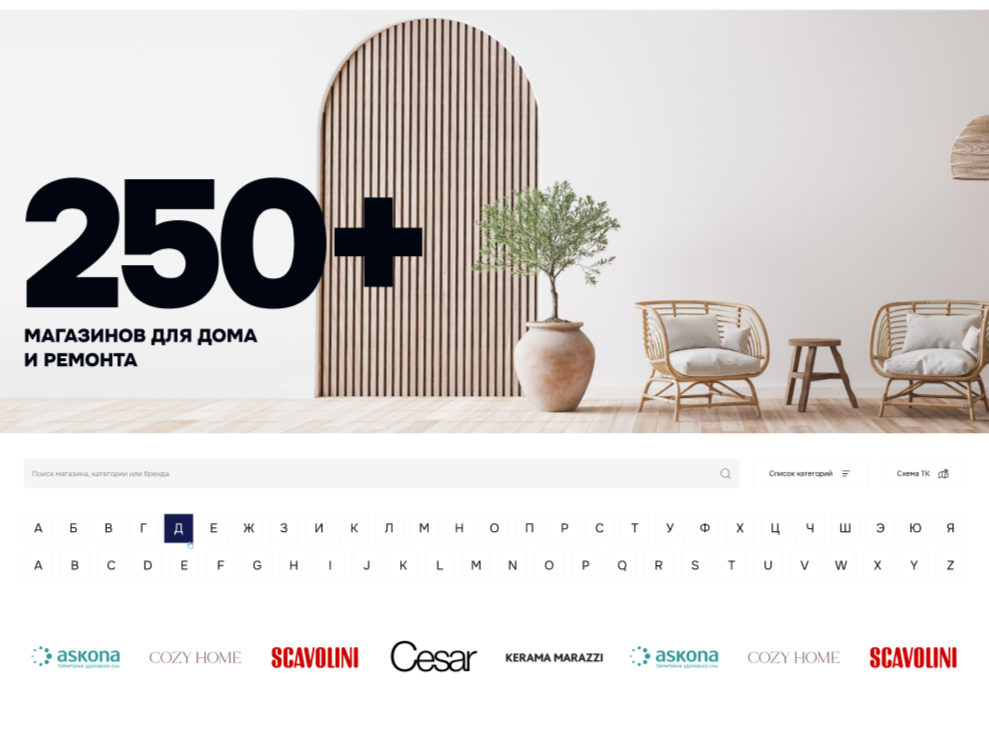 250+
МАГАЗИНОВ ДЛЯ ДОМА
И РЕМОНТА
Поиск магазина, категории или бренда
Список категорий
Схема ТК
А Б В Г Д Е Ж З И К Л М Н О П Р С Т У Ф Х Ц Ч Ш Э Ю Я
A B C D E F G H I J K L M N O P Q R S T U V W X Y Z
askona COZY HOME SCAVOLINI Cesar KERAMA MARAZZI askona COZY HOME SCAVOLINI
ТЕРРИТОРИЯ ЗДОРОВОГО СНА ТЕРРИТОРИЯ ЗДОРОВОГО СНА